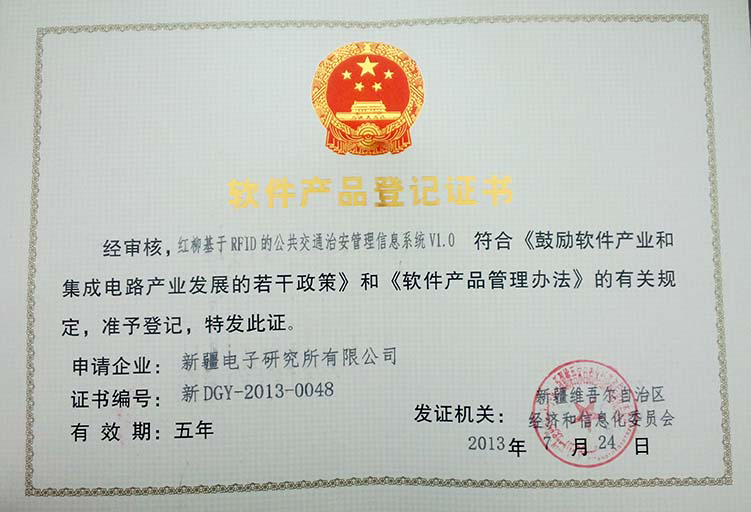 软件产品登记证书
经审核，红柳基于RFID的公共交通治安管理信息系统V1.0 符合《鼓励软件产业和
集成电路产业发展的若干政策》和《软件产品管理办法》的有关规
定，准予登记，特发此证。
申请企业：新疆电子研究所有限公司
证书编号：新DGY-2013-0048
有 效 期：五年
新疆维吾尔自治区
发证机关：经济和信息化委员会
2013年 7 月 24 日